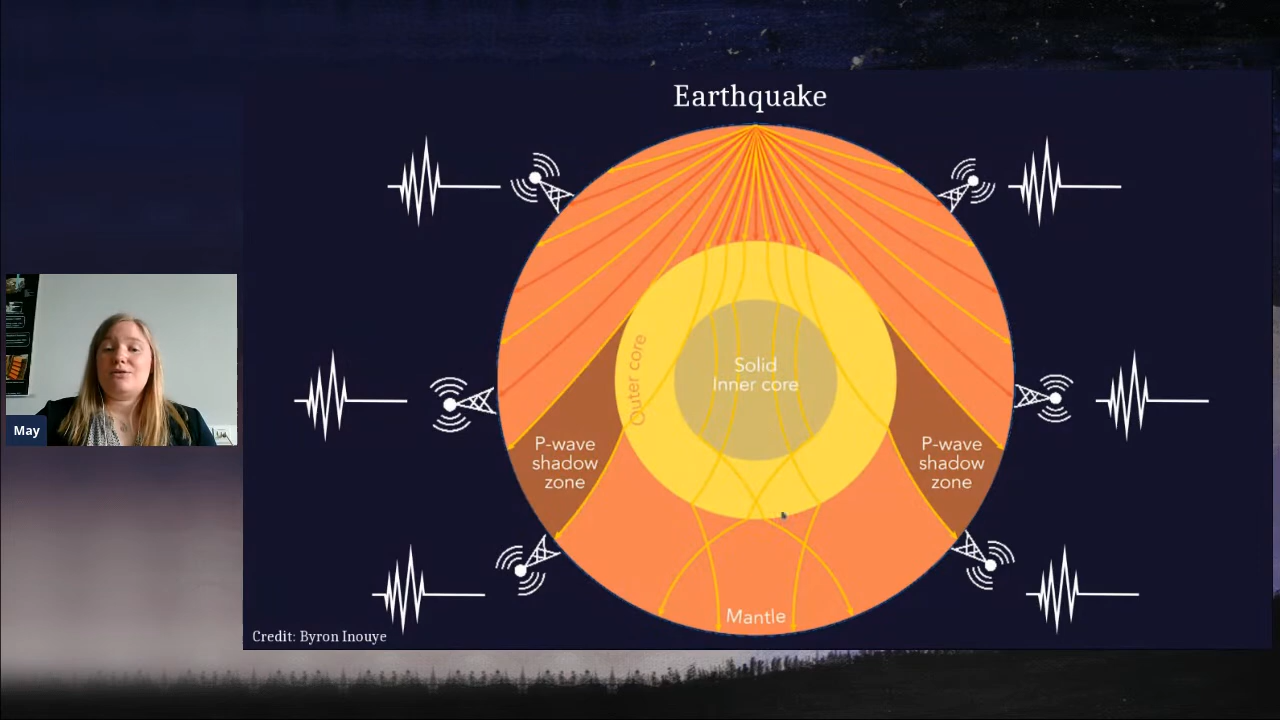 Earthquake
Outer core
Solid
Inner core
P-wave
shadow
zone
P-wave
shadow
zone
Mantle
May
Credit: Byron Inouye